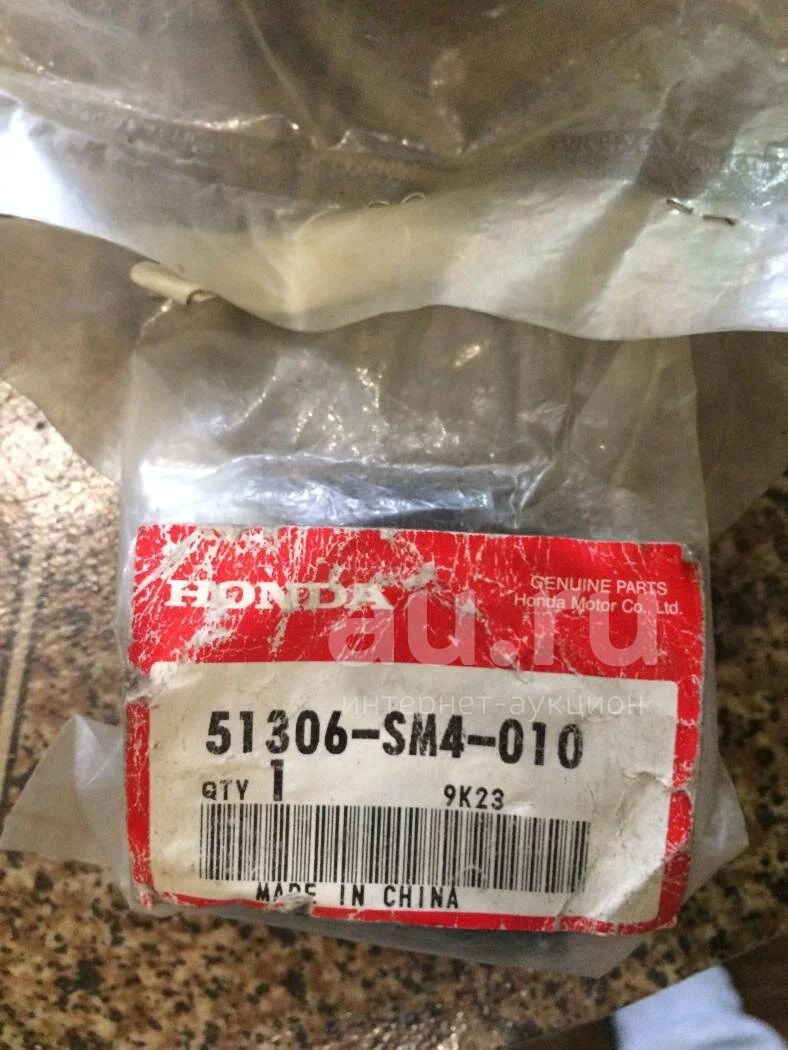 HONDA
GENUINE PARTS
Honda Motor Co., Ltd.
au.ru
интернет-аукцион
51306-SM4-010
QTY 1 9K23
MADE IN CHINA